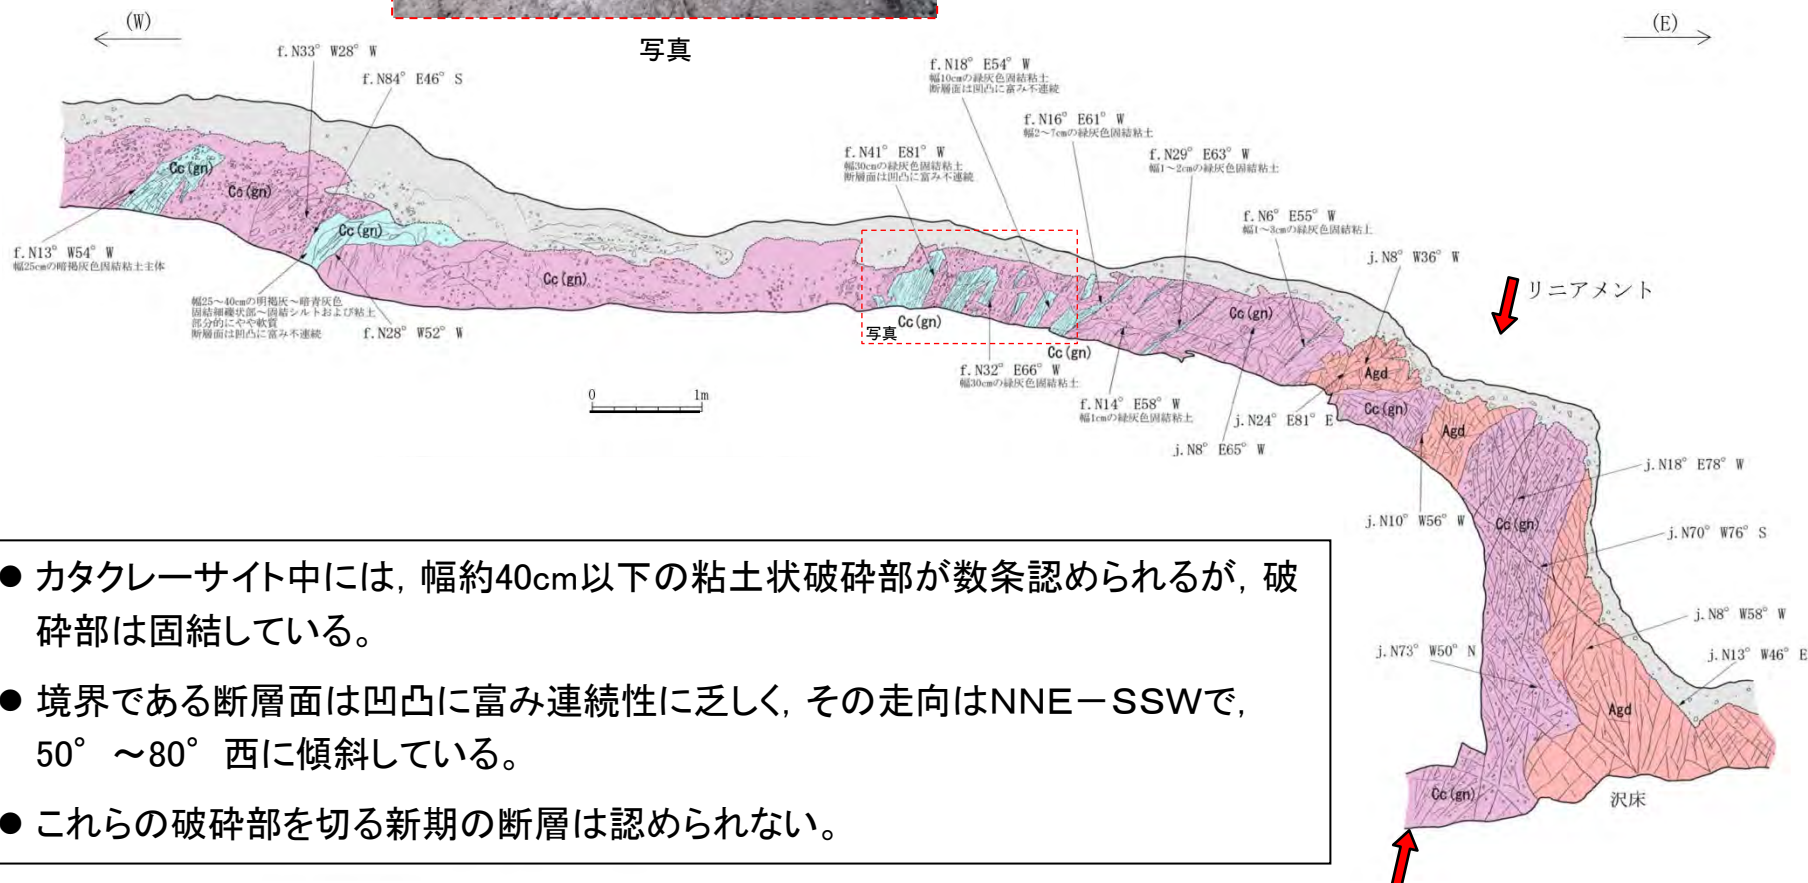 (W)
(E)
写真
f.N33° W28° W
f.N84° E46° S
f.N18° E54° W
幅10cmの緑灰色固結粘土
断層面は凹凸に富み不連続
f.N16° E61° W
幅2~7cmの緑灰色固結粘土
f.N41° E81° W
幅30cmの緑灰色固結粘土
断層面は凹凸に富み不連続
f.N29° E63° W
幅1~2cmの緑灰色固結粘土
f.N6° E55° W
幅1~3cmの緑灰色固結粘土
j.N8° W36° W
リニアメント
Cc(gn)
Cc(gn)
Cc(gn)
Cc(gn)
Cc(gn)
f.N13° W54° W
幅25cmの暗褐灰色固結粘土主体
幅25~40cmの明褐灰~暗青灰色
固結細礫状部~固結シルトおよび粘土
部分的にやや軟質
断層面は凹凸に富み不連続
f.N28° W52° W
写真
Cc(gn)
Cc(gn)
f.N32° E66° W
幅30cmの緑灰色固結粘土
0 1m
f.N14° E58° W
幅1cmの緑灰色固結粘土
Agd
Cc(gn)
j.N24° E81° E
j.N8° E65° W
Agd
j.N18° E78° W
j.N10° W56° W
Cc(gn)
j.N70° W76° S
j.N8° W58° W
j.N73° W50° N
j.N13° W46° E
Agd
Cc(gn)
沢床
● カタクレーサイト中には, 幅約40cm以下の粘土状破砕部が数条認められるが, 破
砕部は固結している。
● 境界である断層面は凹凸に富み連続性に乏しく, その走向はNNE-SSWで,
50° ~80° 西に傾斜している。
● これらの破砕部を切る新期の断層は認められない。